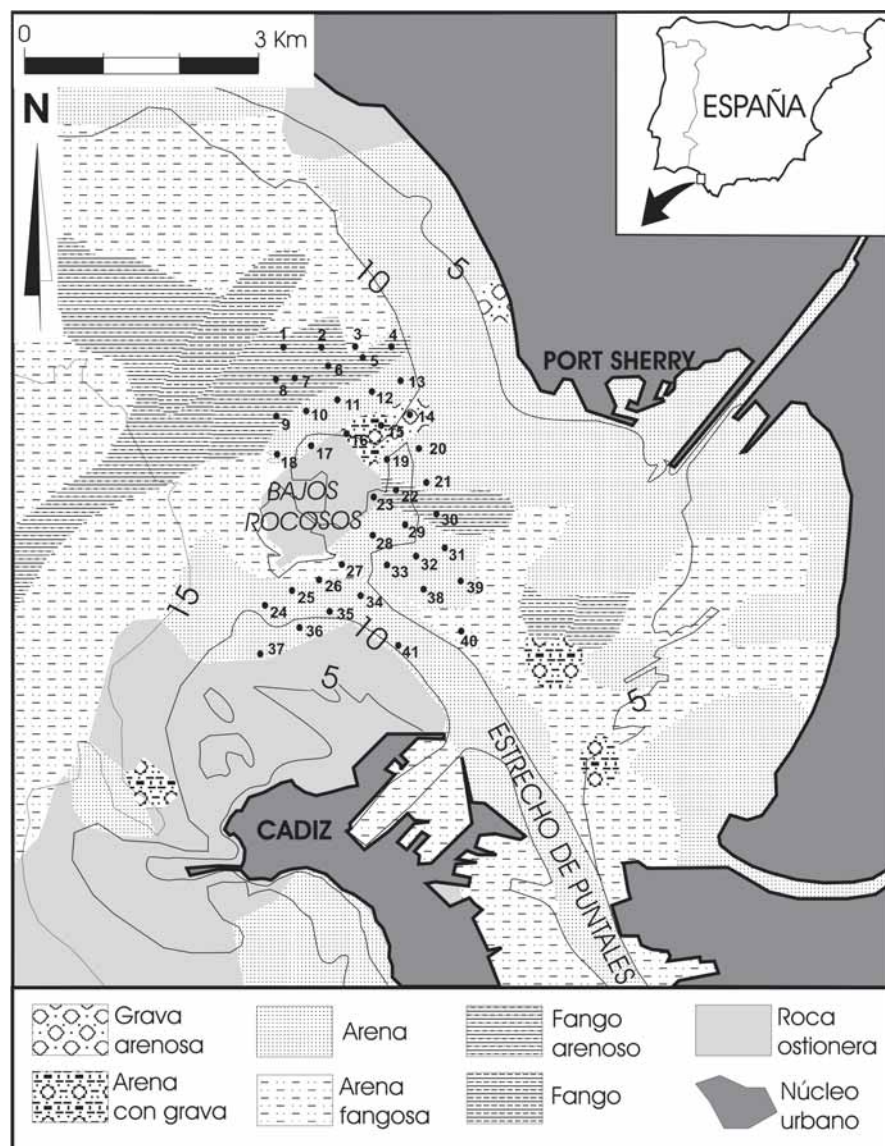 0 3 Km
N
ESPAÑA
10
5
PORT SHERRY
1 2 3 4
5
6
7
8
9
10
11
12
13
14
15
16
17
18
19
20
21
22
23
BAJOS
ROCOSOS
24
25
26
27
28
29
30
31
32
33
34
35
36
37
38
39
40
41
15
10
5
5
ESTRECHO DE PUNTALES
CADIZ
Grava
arenosa
Arena
Fango
arenoso
Roca
ostionera
Arena
con grava
Arena
fangosa
Fango
Núcleo
urbano